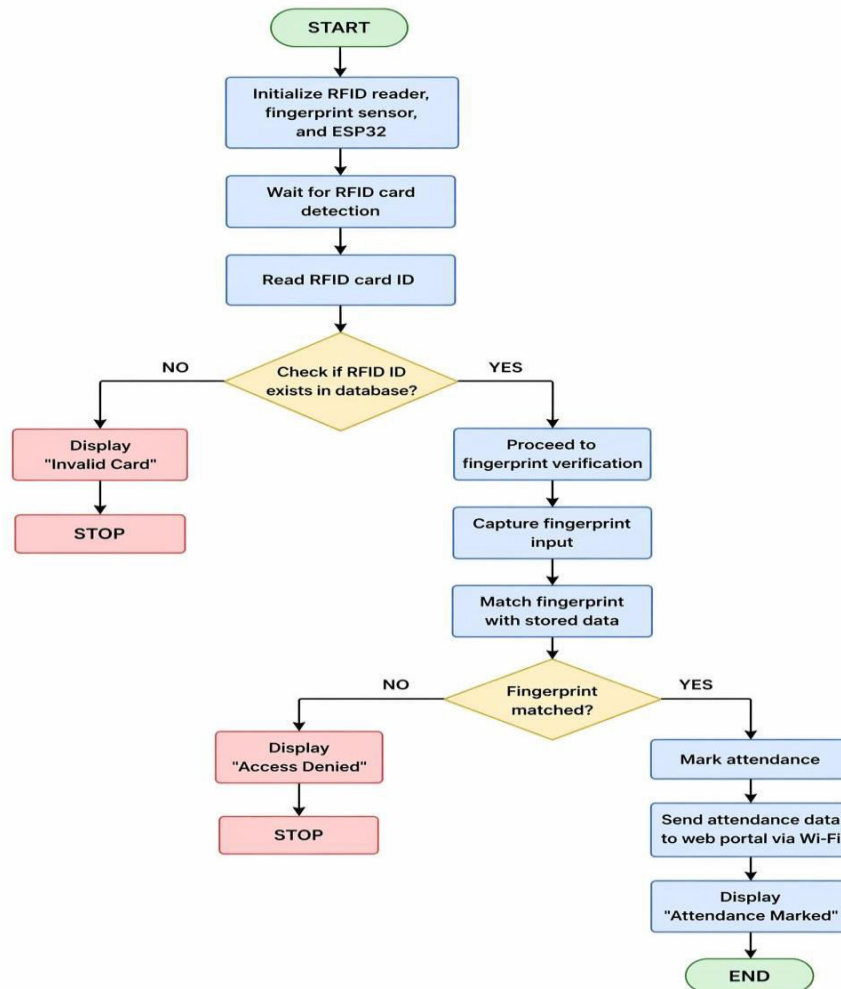 START
Initialize RFID reader,
fingerprint sensor,
and ESP32
Wait for RFID card
detection
Read RFID card ID
Check if RFID ID
exists in database?
NO
YES
Display
"Invalid Card"
STOP
Proceed to
fingerprint verification
Capture fingerprint
input
Match fingerprint
with stored data
Fingerprint
matched?
NO
YES
Display
"Access Denied"
STOP
Mark attendance
Send attendance data
to web portal via Wi-Fi
Display
"Attendance Marked"
END